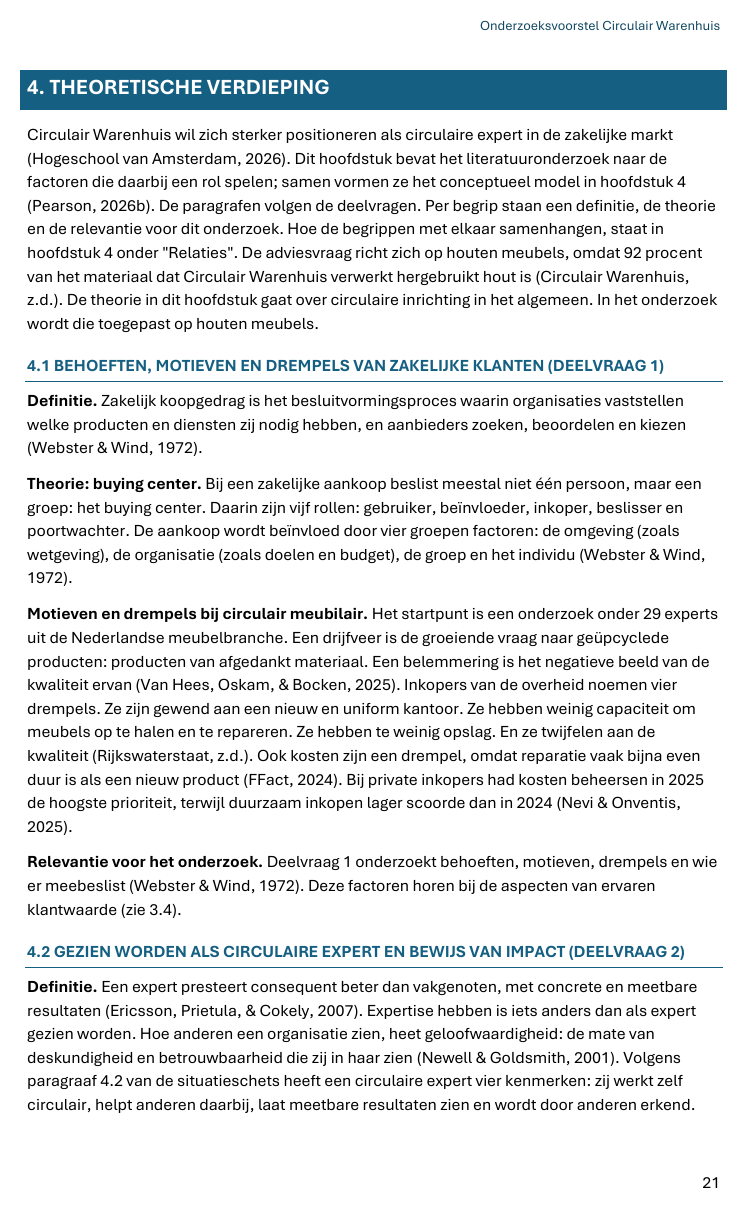 Onderzoeksvoorstel Circulair Warenhuis
4. THEORETISCHE VERDIEPING
Circulair Warenhuis wil zich sterker positioneren als circulaire expert in de zakelijke markt
(Hogeschool van Amsterdam, 2026). Dit hoofdstuk bevat het literatuuronderzoek naar de
factoren die daarbij een rol spelen; samen vormen ze het conceptueel model in hoofdstuk 4
(Pearson, 2026b). De paragrafen volgen de deelvragen. Per begrip staan een definitie, de theorie
en de relevantie voor dit onderzoek. Hoe de begrippen met elkaar samenhangen, staat in
hoofdstuk 4 onder "Relaties". De adviesvraag richt zich op houten meubels, omdat 92 procent
van het materiaal dat Circulair Warenhuis verwerkt hergebruikt hout is (Circulair Warenhuis,
z.d.). De theorie in dit hoofdstuk gaat over circulaire inrichting in het algemeen. In het onderzoek
wordt die toegepast op houten meubels.
4.1 BEHOEFTEN, MOTIEVEN EN DREMPELS VAN ZAKELIJKE KLANTEN (DEELVRAAG 1)
Definitie. Zakelijk koopgedrag is het besluitvormingsproces waarin organisaties vaststellen
welke producten en diensten zij nodig hebben, en aanbieders zoeken, beoordelen en kiezen
(Webster & Wind, 1972).
Theorie: buying center. Bij een zakelijke aankoop beslist meestal niet één persoon, maar een
groep: het buying center. Daarin zijn vijf rollen: gebruiker, beïnvloeder, inkoper, beslisser en
poortwachter. De aankoop wordt beïnvloed door vier groepen factoren: de omgeving (zoals
wetgeving), de organisatie (zoals doelen en budget), de groep en het individu (Webster & Wind,
1972).
Motieven en drempels bij circulair meubilair. Het startpunt is een onderzoek onder 29 experts
uit de Nederlandse meubelbranche. Een drijfveer is de groeiende vraag naar geüpcyclede
producten: producten van afgedankt materiaal. Een belemmering is het negatieve beeld van de
kwaliteit ervan (Van Hees, Oskam, & Bocken, 2025). Inkopers van de overheid noemen vier
drempels. Ze zijn gewend aan een nieuw en uniform kantoor. Ze hebben weinig capaciteit om
meubels op te halen en te repareren. Ze hebben te weinig opslag. En ze twijfelen aan de
kwaliteit (Rijkswaterstaat, z.d.). Ook kosten zijn een drempel, omdat reparatie vaak bijna even
duur is als een nieuw product (FFact, 2024). Bij private inkopers had kosten beheersen in 2025
de hoogste prioriteit, terwijl duurzaam inkopen lager scoorde dan in 2024 (Nevi & Onventis,
2025).
Relevantie voor het onderzoek. Deelvraag 1 onderzoekt behoeften, motieven, drempels en wie
er meebeslist (Webster & Wind, 1972). Deze factoren horen bij de aspecten van ervaren
klantwaarde (zie 3.4).
4.2 GEZIEN WORDEN ALS CIRCULAIRE EXPERT EN BEWIJS VAN IMPACT (DEELVRAAG 2)
Definitie. Een expert presteert consequent beter dan vakgenoten, met concrete en meetbare
resultaten (Ericsson, Prietula, & Cokely, 2007). Expertise hebben is iets anders dan als expert
gezien worden. Hoe anderen een organisatie zien, heet geloofwaardigheid: de mate van
deskundigheid en betrouwbaarheid die zij in haar zien (Newell & Goldsmith, 2001). Volgens
paragraaf 4.2 van de situatieschets heeft een circulaire expert vier kenmerken: zij werkt zelf
circulair, helpt anderen daarbij, laat meetbare resultaten zien en wordt door anderen erkend.
21